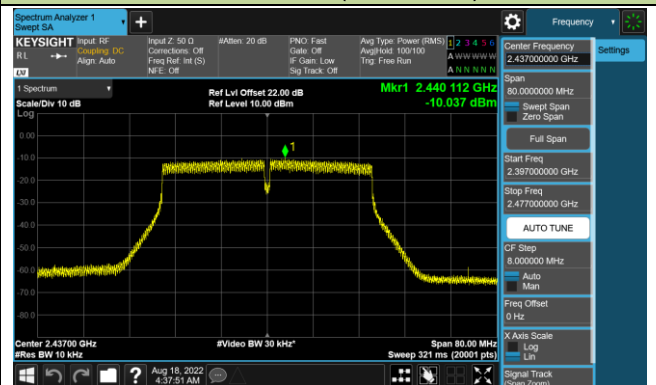 Spectrum Analyzer 1
Swept SA
Frequency
KEYSIGHT
RL
LXI
Input: RF
Coupling: DC
Align: Auto
Input Z: 50 Ω
Corrections: Off
Freq Ref: Int (S)
NFE: Off
#Atten: 20 dB
PNO: Fast
Gate: Off
IF Gain: Low
Sig Track: Off
Avg Type: Power (RMS)
Avg|Hold: 100/100
Trig: Free Run
1 2 3 4 5 6
A W W W W W
A N N N N N
Center Frequency
2.437000000 GHz
Settings
Span
80.0000000 MHz
Swept Span
Zero Span
Full Span
Start Freq
2.397000000 GHz
Stop Freq
2.477000000 GHz
AUTO TUNE
CF Step
8.000000 MHz
Auto
Man
Freq Offset
0 Hz
X Axis Scale
Log
Lin
Signal Track
(Span Zoom)
1 Spectrum
Scale/Div 10 dB
Log
Ref Lvl Offset 22.00 dB
Ref Level 10.00 dBm
Mkr1 2.440 112 GHz
-10.037 dBm
1
0.00
-10.0
-20.0
-30.0
-40.0
-50.0
-60.0
-70.0
-80.0
Center 2.43700 GHz
#Res BW 10 kHz
#Video BW 30 kHz*
Span 80.00 MHz
Sweep 321 ms (20001 pts)
Aug 18, 2022
4:37:51 AM